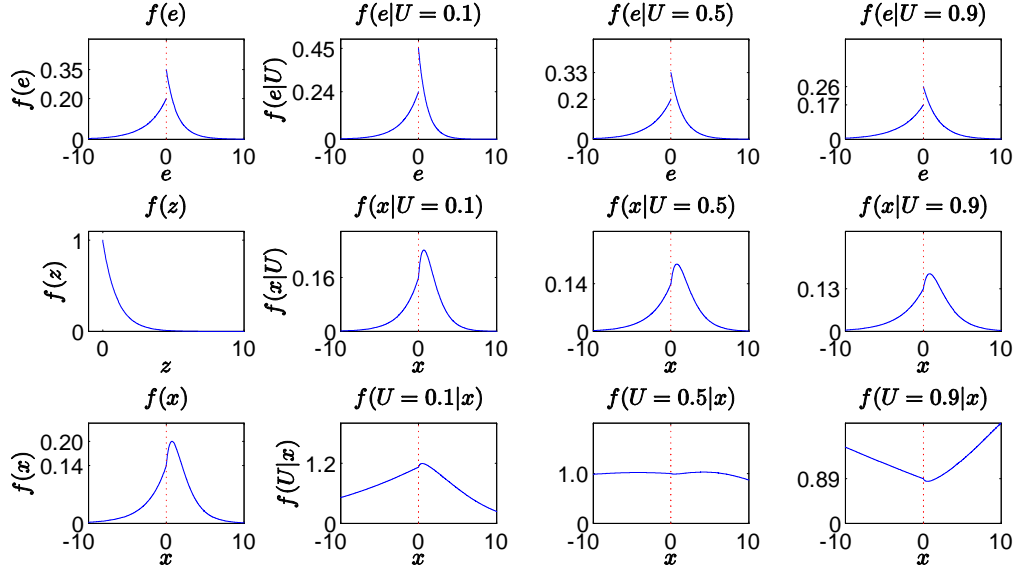 f(e)
f(e|U = 0.1)
f(e|U = 0.5)
f(e|U = 0.9)
f(e)
0.35
0.20
0
-10
0
10
e
f(e|U)
0.45
0.24
0
-10
0
10
e
0.33
0.2
0
-10
0
10
e
0.26
0.17
0
-10
0
10
e
f(z)
f(x|U = 0.1)
f(x|U = 0.5)
f(x|U = 0.9)
f(z)
1
0
0
10
z
f(x|U)
0.16
0
-10
0
10
x
0.14
0
-10
0
10
x
0.13
0
-10
0
10
x
f(x)
f(U = 0.1|x)
f(U = 0.5|x)
f(U = 0.9|x)
f(x)
0.20
0.14
0
-10
0
10
x
f(U|x)
1.2
0
-10
0
10
x
1.0
0
-10
0
10
x
0.89
0
-10
0
10
x